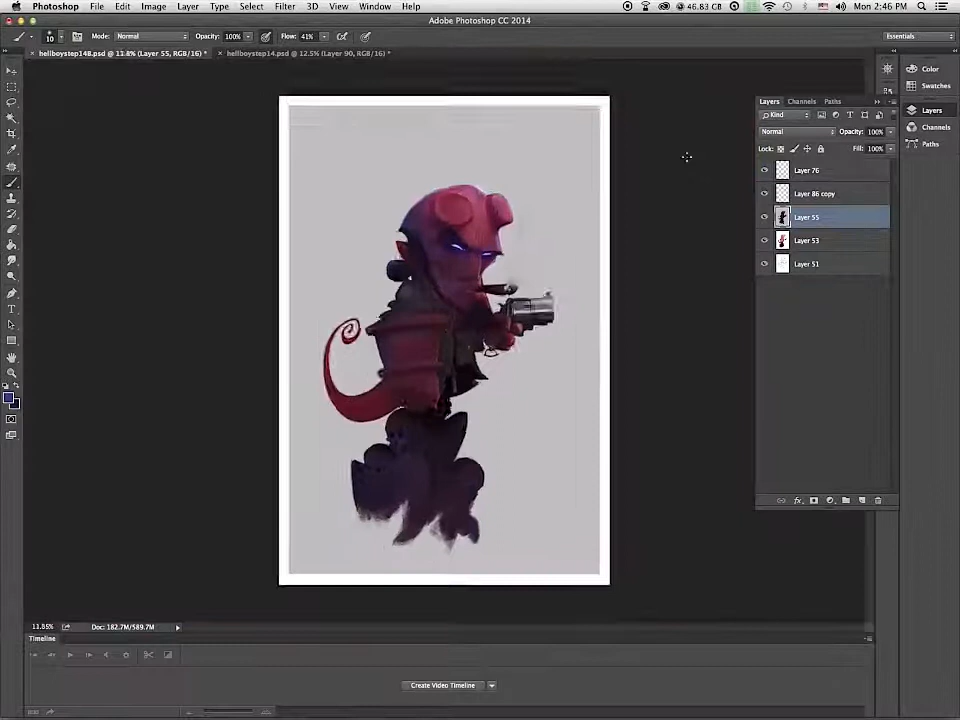 Photoshop File Edit Image Layer Type Select Filter 3D View Window Help 46.83 GB Mon 2:46 PM
Adobe Photoshop CC 2014
10 Mode: Normal Opacity: 100% Flow: 41% Essentials
hellboystep14B.psd @ 11.8% (Layer 55, RGB/16) * hellboystep14.psd @ 12.5% (Layer 90, RGB/16) *
Layers Channels Paths
Kind
Normal Opacity: 100%
Lock: Fill: 100%
Layer 76
Layer 86 copy
Layer 55
Layer 53
Layer 51
Color
Swatches
Layers
Channels
Paths
11.85% Doc: 182.7M/589.7M
Timeline
Create Video Timeline